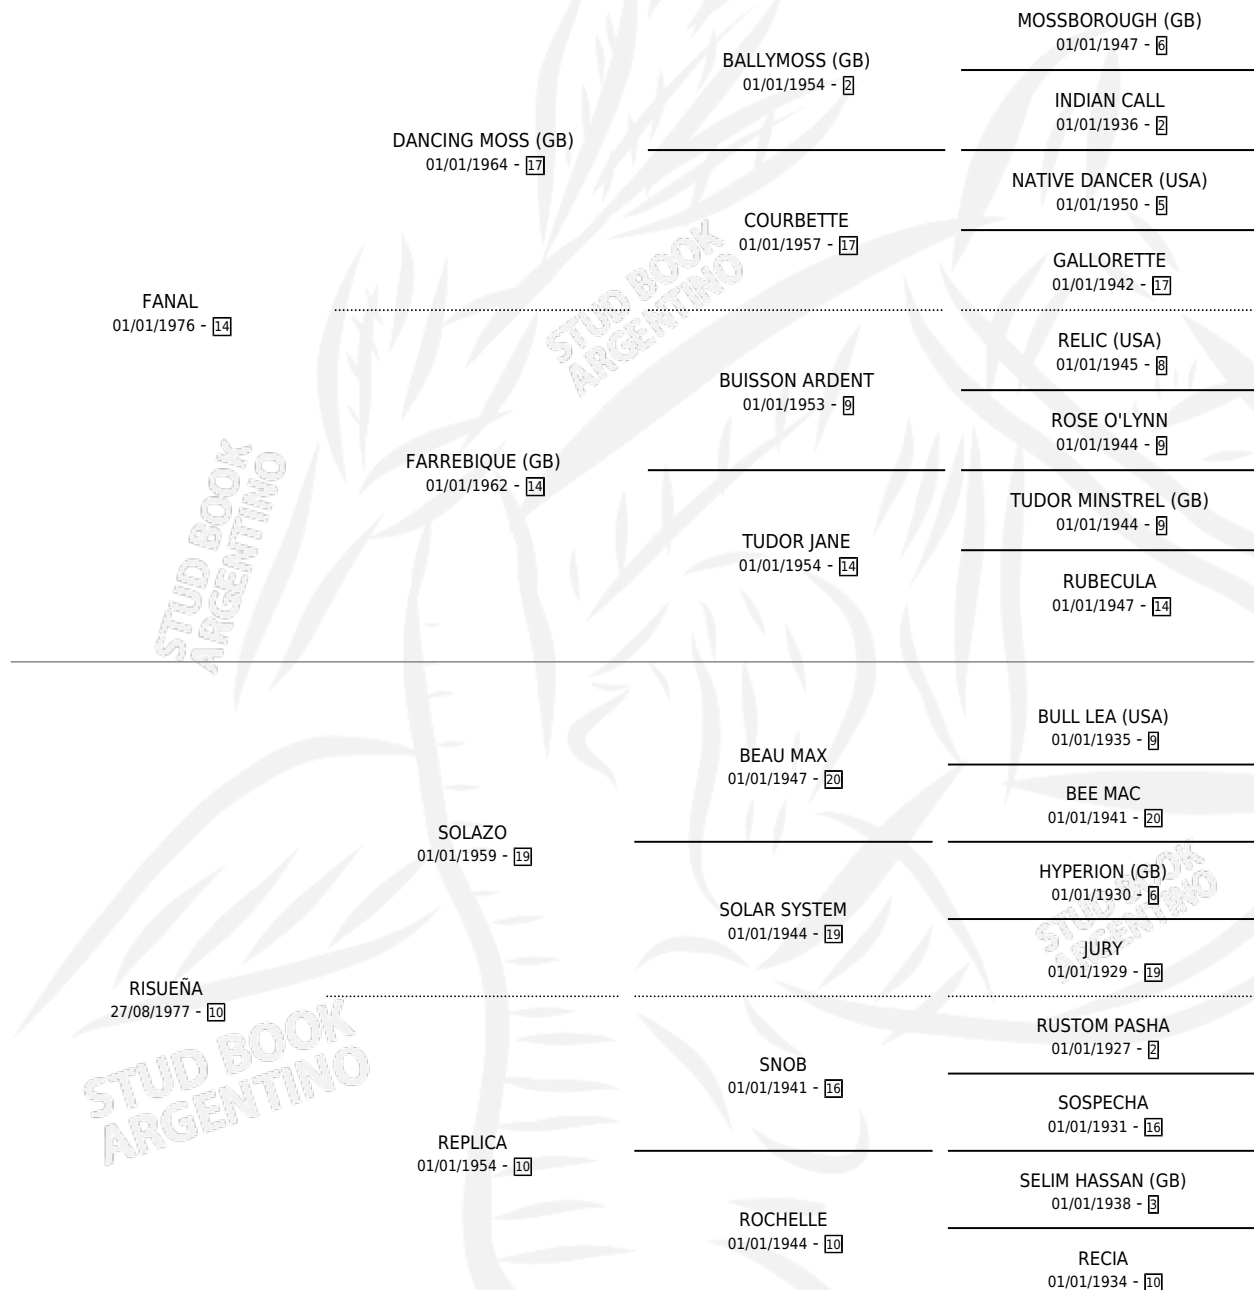 MOSSBOROUGH (GB)
01/01/1947 - 6
BALLYMOSS (GB)
01/01/1954 - 2
INDIAN CALL
01/01/1936 - 2
DANCING MOSS (GB)
01/01/1964 - 17
NATIVE DANCER (USA)
01/01/1950 - 5
COURBETTE
01/01/1957 - 17
GALLORETTE
01/01/1942 - 17
FANAL
01/01/1976 - 14
RELIC (USA)
01/01/1945 - 8
BUISSON ARDENT
01/01/1953 - 9
ROSE O'LYNN
01/01/1944 - 9
FARREBIQUE (GB)
01/01/1962 - 14
TUDOR MINSTREL (GB)
01/01/1944 - 9
TUDOR JANE
01/01/1954 - 14
RUBECULA
01/01/1947 - 14
STUD BOOK
ARGENTINO
STUD BOOK
ARGENTINO
BULL LEA (USA)
01/01/1935 - 9
BEAU MAX
01/01/1947 - 20
BEE MAC
01/01/1941 - 20
SOLAZO
01/01/1959 - 19
HYPERION (GB)
01/01/1930 - 6
SOLAR SYSTEM
01/01/1944 - 19
JURY
01/01/1929 - 19
STUD BOOK
ARGENTINO
RISUEÑA
27/08/1977 - 10
RUSTOM PASHA
01/01/1927 - 2
SNOB
01/01/1941 - 16
SOSPECHA
01/01/1931 - 16
REPLICA
01/01/1954 - 10
SELIM HASSAN (GB)
01/01/1938 - 3
ROCHELLE
01/01/1944 - 10
RECIA
01/01/1934 - 10
STUD BOOK
ARGENTINO